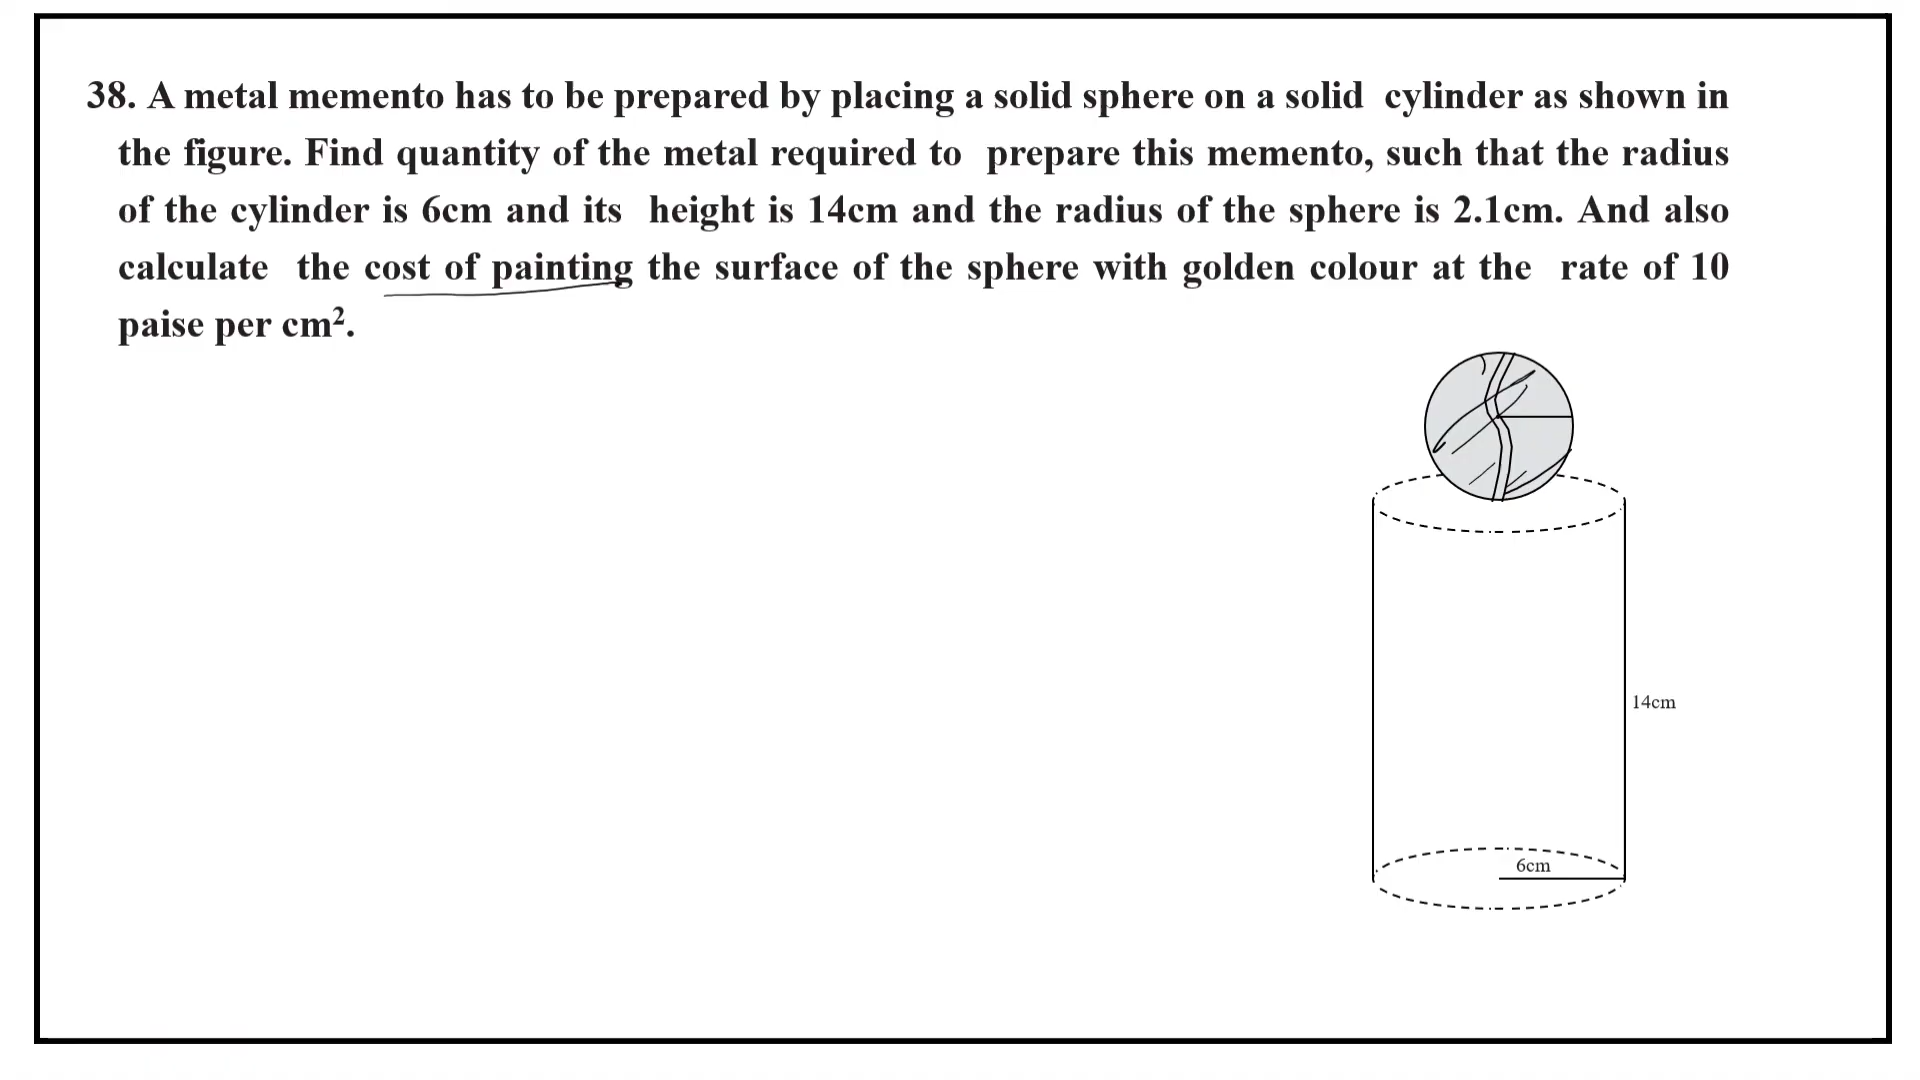 38. A metal memento has to be prepared by placing a solid sphere on a solid cylinder as shown in
the figure. Find quantity of the metal required to prepare this memento, such that the radius
of the cylinder is 6cm and its height is 14cm and the radius of the sphere is 2.1cm. And also
calculate the cost of painting the surface of the sphere with golden colour at the rate of 10
paise per cm².
14cm
6cm